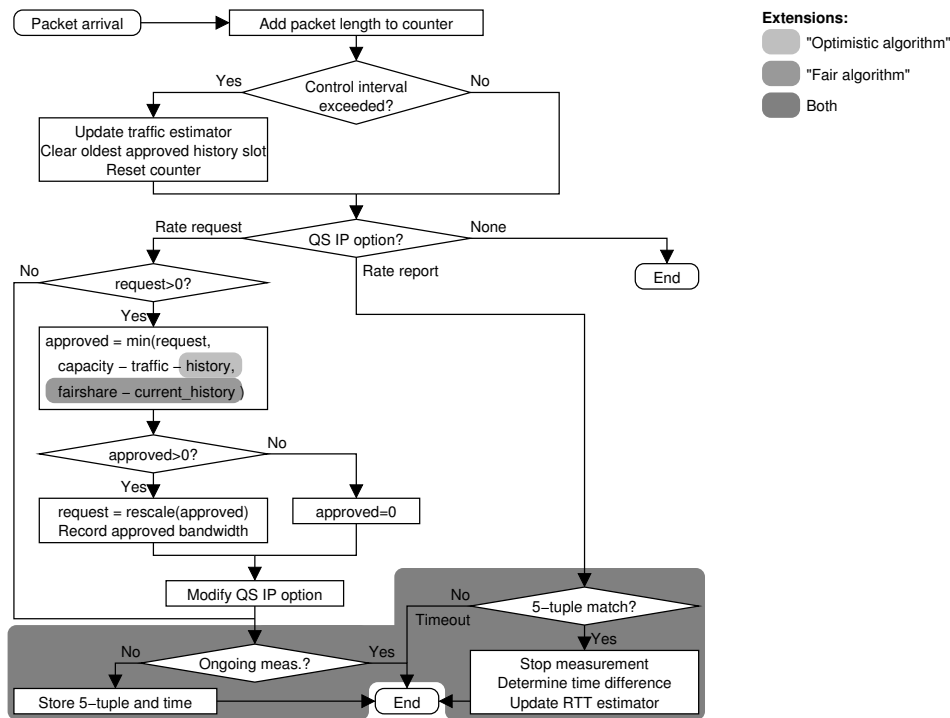 Packet arrival
Add packet length to counter
Extensions:
"Optimistic algorithm"
"Fair algorithm"
Both
Yes
Control interval
exceeded?
No
Update traffic estimator
Clear oldest approved history slot
Reset counter
Rate request
QS IP option?
None
Rate report
End
No
request>0?
Yes
approved = min(request,
capacity − traffic − history,
fairshare − current_history )
approved>0?
No
Yes
request = rescale(approved)
Record approved bandwidth
approved=0
Modify QS IP option
No
Timeout
5−tuple match?
Yes
No
Ongoing meas.?
Yes
Stop measurement
Determine time difference
Update RTT estimator
Store 5−tuple and time
End